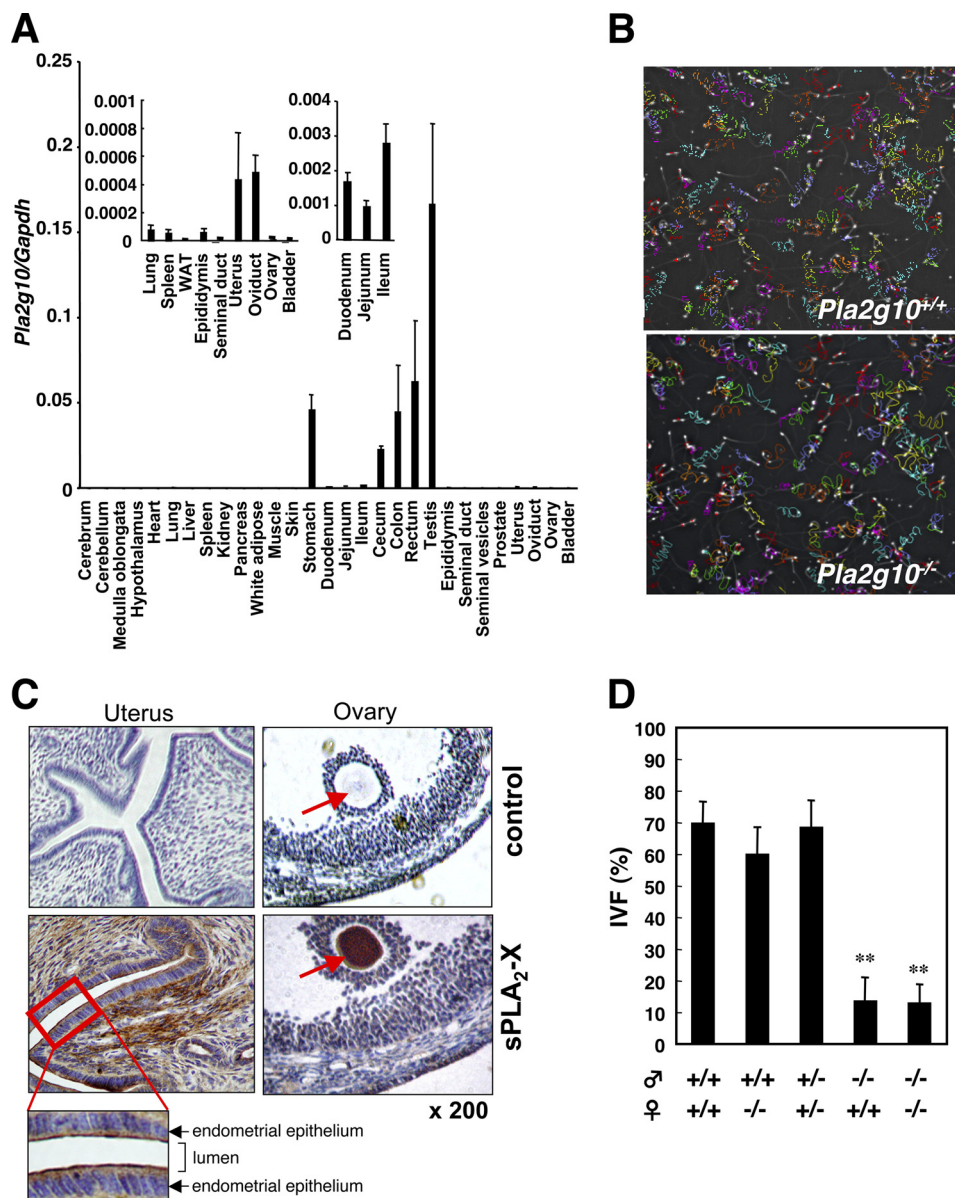 A
Pla2g10/Gapdh
0.25
0.2
0.15
0.1
0.05
0
0.001
0.0008
0.0006
0.0004
0.0002
0
Lung
Spleen
WAT
Epididymis
Seminal duct
Uterus
Oviduct
Ovary
Bladder
0.004
0.003
0.002
0.001
0.000
Duodenum
Jejunum
Ileum
Cerebrum
Cerebellum
Medulla oblongata
Hypothalamus
Heart
Lung
Liver
Spleen
Kidney
Pancreas
White adipose
Muscle
Skin
Stomach
Duodenum
Jejunum
Ileum
Cecum
Colon
Rectum
Testis
Epididymis
Seminal duct
Seminal vesicles
Prostate
Uterus
Oviduct
Ovary
Bladder
B
Pla2g10+/+
Pla2g10-/-
C
Uterus
Ovary
control
sPLA2-X
x 200
endometrial epithelium
lumen
endometrial epithelium
D
IVF (%)
100
90
80
70
60
50
40
30
20
10
0
** **
♂ +/+ +/+ +/- -/- -/-
♀ +/+ -/- +/- +/+ -/-